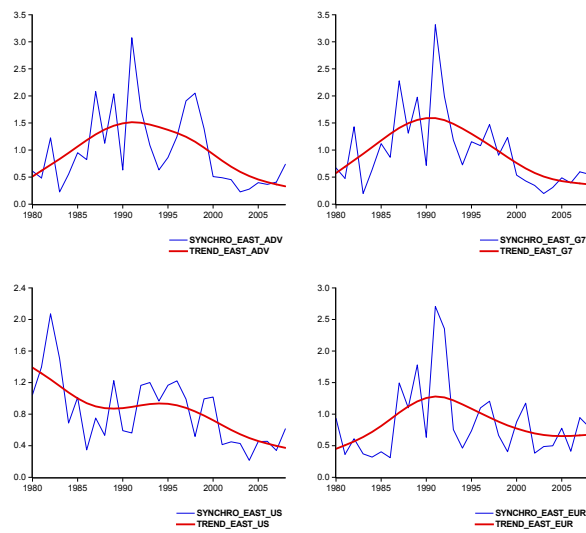 3.5
3.0
2.5
2.0
1.5
1.0
0.5
0.0
1980 1985 1990 1995 2000 2005
SYNCHRO_EAST_ADV
TREND_EAST_ADV
3.5
3.0
2.5
2.0
1.5
1.0
0.5
0.0
1980 1985 1990 1995 2000 2005
SYNCHRO_EAST_G7
TREND_EAST_G7
2.4
2.0
1.6
1.2
0.8
0.4
0.0
1980 1985 1990 1995 2000 2005
SYNCHRO_EAST_US
TREND_EAST_US
3.0
2.5
2.0
1.5
1.0
0.5
0.0
1980 1985 1990 1995 2000 2005
SYNCHRO_EAST_EUR
TREND_EAST_EUR